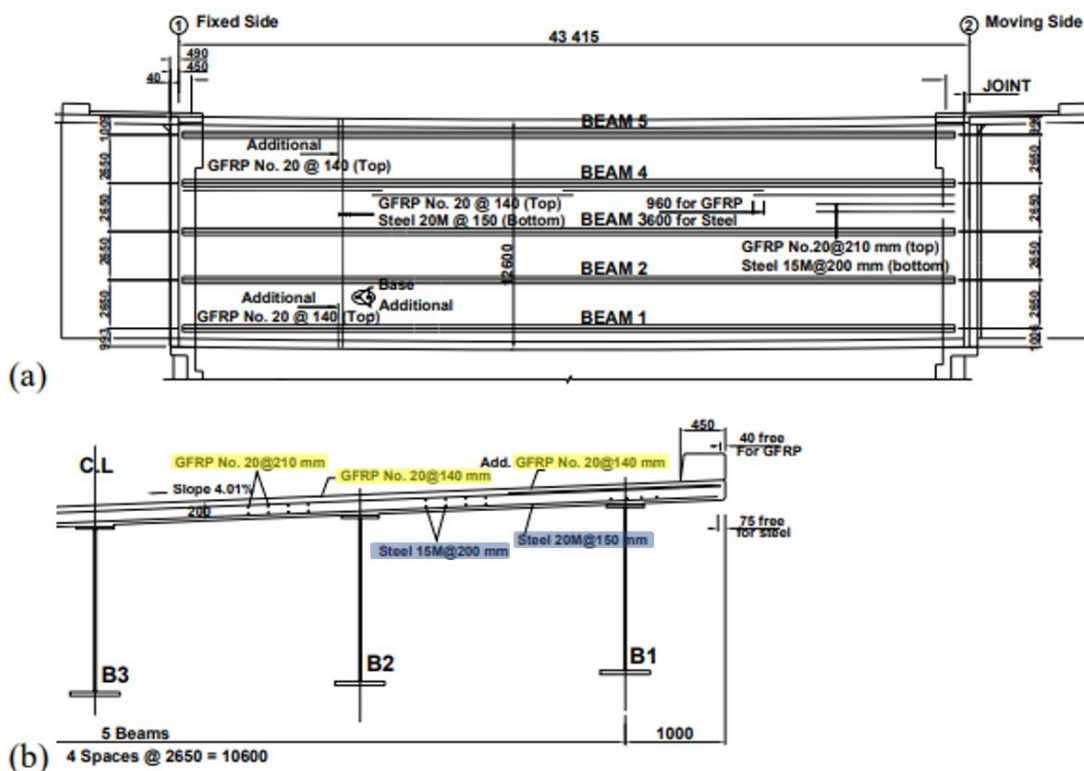 1 Fixed Side
2 Moving Side
43 415
490
450
40
JOINT
BEAM 5
Additional
GFRP No. 20 @ 140 (Top)
BEAM 4
GFRP No. 20 @ 140 (Top)
Steel 20M @ 150 (Bottom)
960 for GFRP
BEAM 3
600 for Steel
GFRP No.20@210 mm (top)
Steel 15M@200 mm (bottom)
12600
BEAM 2
Base
Additional
Additional
GFRP No. 20 @ 140 (Top)
BEAM 1
2650
2650
2650
2650
993
2650
2650
2650
2650
1026
(a)
450
40 free
For GFRP
C.L
GFRP No. 20@210 mm
GFRP No. 20@140 mm
Add. GFRP No. 20@140 mm
Slope 4.01%
200
Steel 15M@200 mm
Steel 20M@150 mm
75 free
for steel
B3
B2
B1
5 Beams
1000
(b) 4 Spaces @ 2650 = 10600